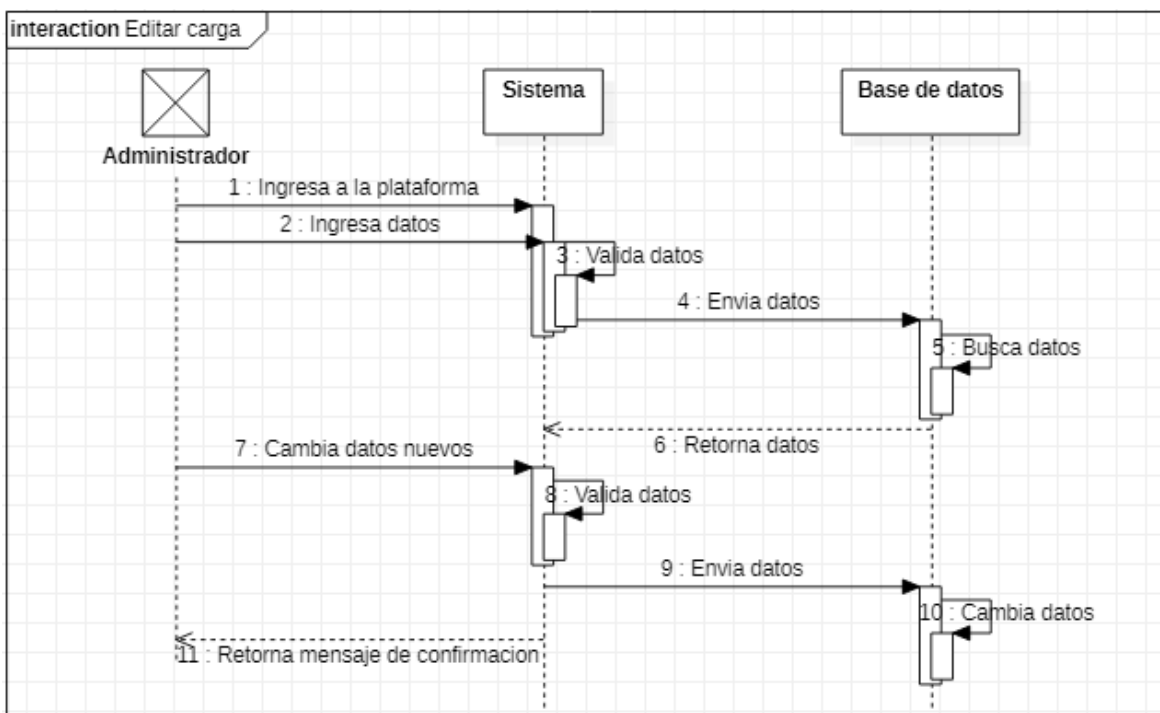 interaction Editar carga
Sistema
Base de datos
Administrador
1 : Ingresa a la plataforma
2 : Ingresa datos
3 : Valida datos
4 : Envia datos
5 : Busca datos
6 : Retorna datos
7 : Cambia datos nuevos
8 : Valida datos
9 : Envia datos
10 : Cambia datos
11 : Retorna mensaje de confirmacion